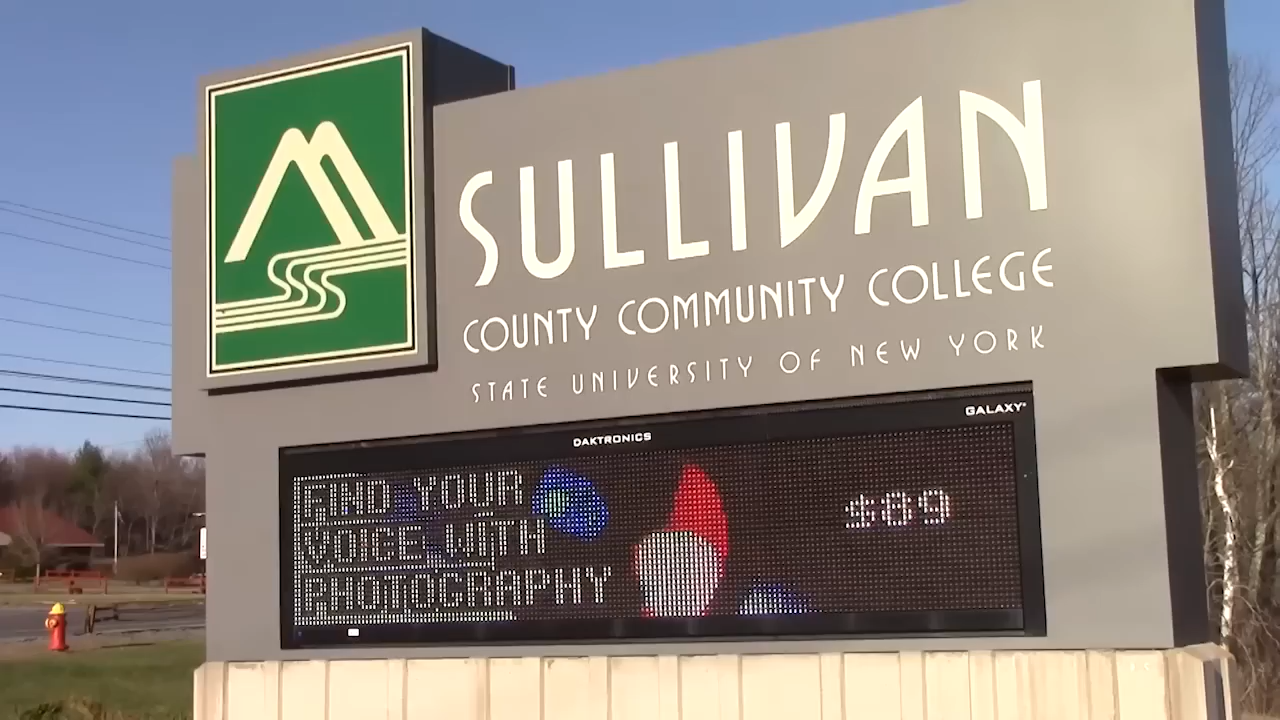 SULLIVAN
COUNTY COMMUNITY COLLEGE
STATE UNIVERSITY OF NEW YORK
DAKTRONICS
GALAXY
FIND YOUR
VOICE WITH
PHOTOGRAPHY
$89